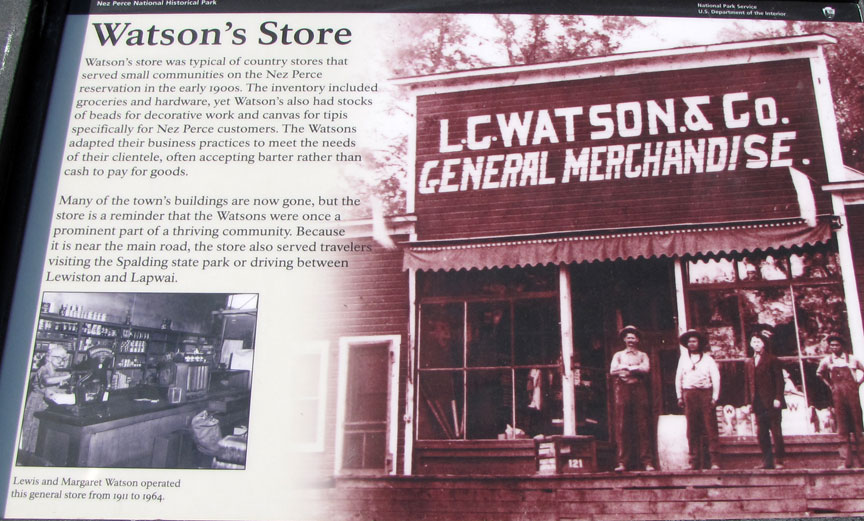 Nez Perce National Historical Park
National Park Service
U.S. Department of the Interior
Watson's Store
Watson's store was typical of country stores that
served small communities on the Nez Perce
reservation in the early 1900s. The inventory included
groceries and hardware, yet Watson's also had stocks
of beads for decorative work and canvas for tipis
specifically for Nez Perce customers. The Watsons
adapted their business practices to meet the needs
of their clientele, often accepting barter rather than
cash to pay for goods.
Many of the town's buildings are now gone, but the
store is a reminder that the Watsons were once a
prominent part of a thriving community. Because
it is near the main road, the store also served travelers
visiting the Spalding state park or driving between
Lewiston and Lapwai.
Lewis and Margaret Watson operated
this general store from 1911 to 1964.
L.C. WATSON. & CO.
GENERAL MERCHANDISE.
121